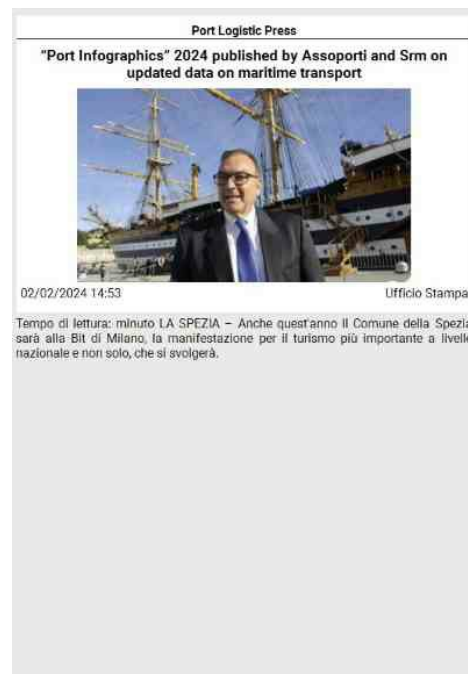 Port Logistic Press
"Port Infographics" 2024 published by Assoporti and Srm on
updated data on maritime transport
02/02/2024 14:53
Ufficio Stampa
Tempo di lettura: minuto LA SPEZIA – Anche quest'anno il Comune della Spezia
sarà alla Bit di Milano, la manifestazione per il turismo più importante a livello
nazionale e non solo, che si svolgerà.